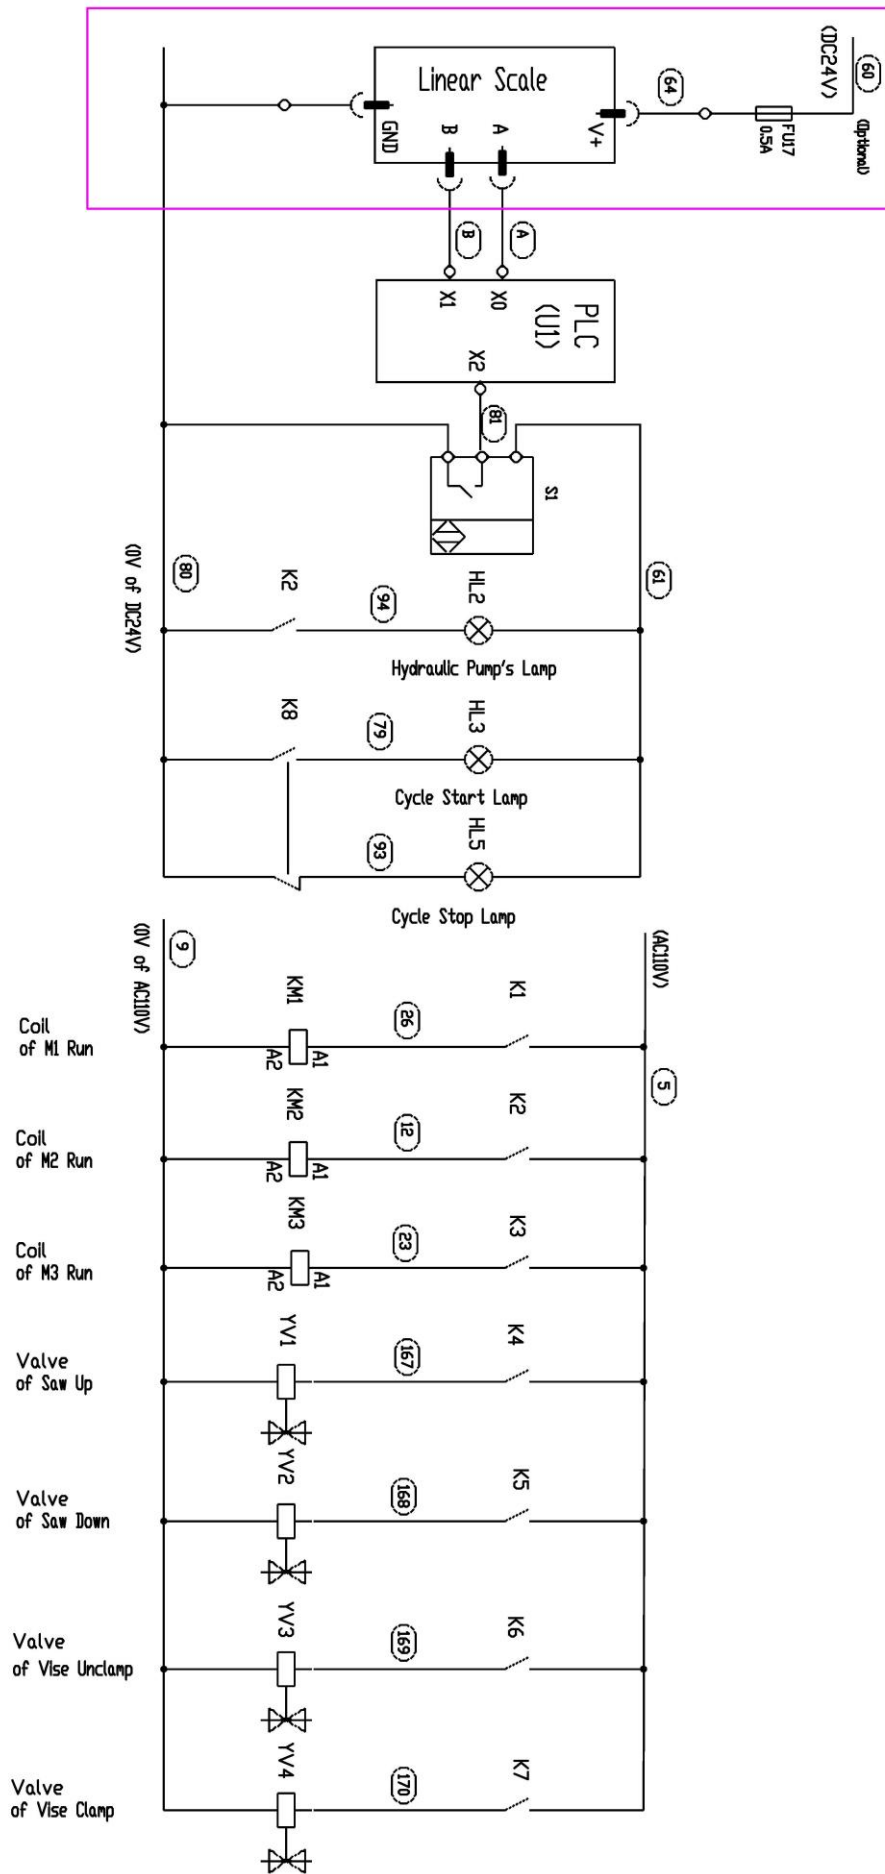 60
(DC24V)
(Optional)
64
FU17
0.5A
Linear Scale
V+
A
B
GND
B
A
X1
X0
PLC
(U1)
X2
81
S1
(0V of DC24V)
80
61
K2
94
HL2
Hydraulic Pump's Lamp
K8
79
HL3
Cycle Start Lamp
93
HL5
Cycle Stop Lamp
(0V of AC110V)
9
(AC110V)
5
Coil
of M1 Run
KM1
A2
A1
26
K1
Coil
of M2 Run
KM2
A2
A1
12
K2
Coil
of M3 Run
KM3
A2
A1
23
K3
Valve
of Saw Up
YV1
167
K4
Valve
of Saw Down
YV2
168
K5
Valve
of Vise Unclamp
YV3
169
K6
Valve
of Vise Clamp
YV4
170
K7